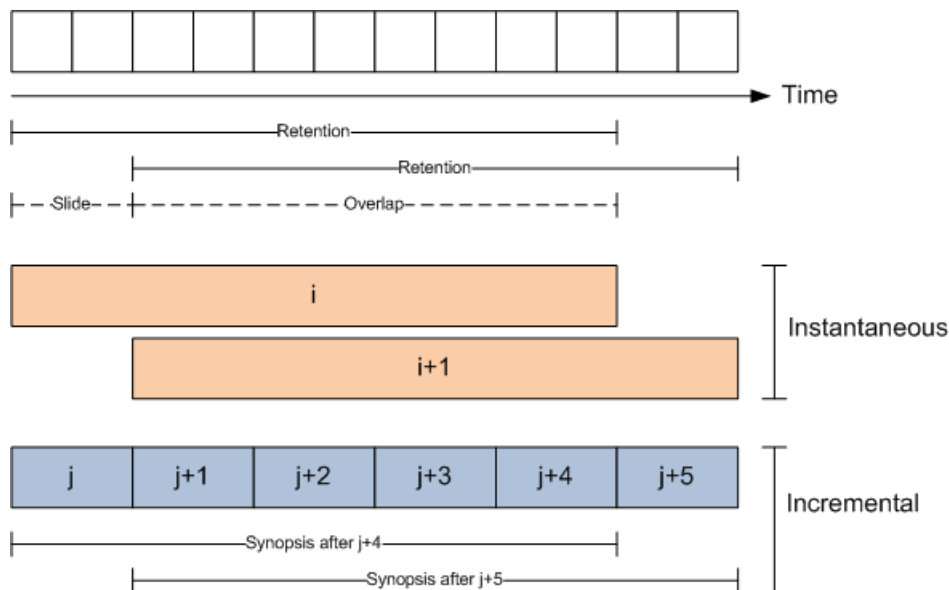 Time
Retention
Retention
Slide
Overlap
i
Instantaneous
i+1
j
j+1
j+2
j+3
j+4
j+5
Incremental
Synopsis after j+4
Synopsis after j+5